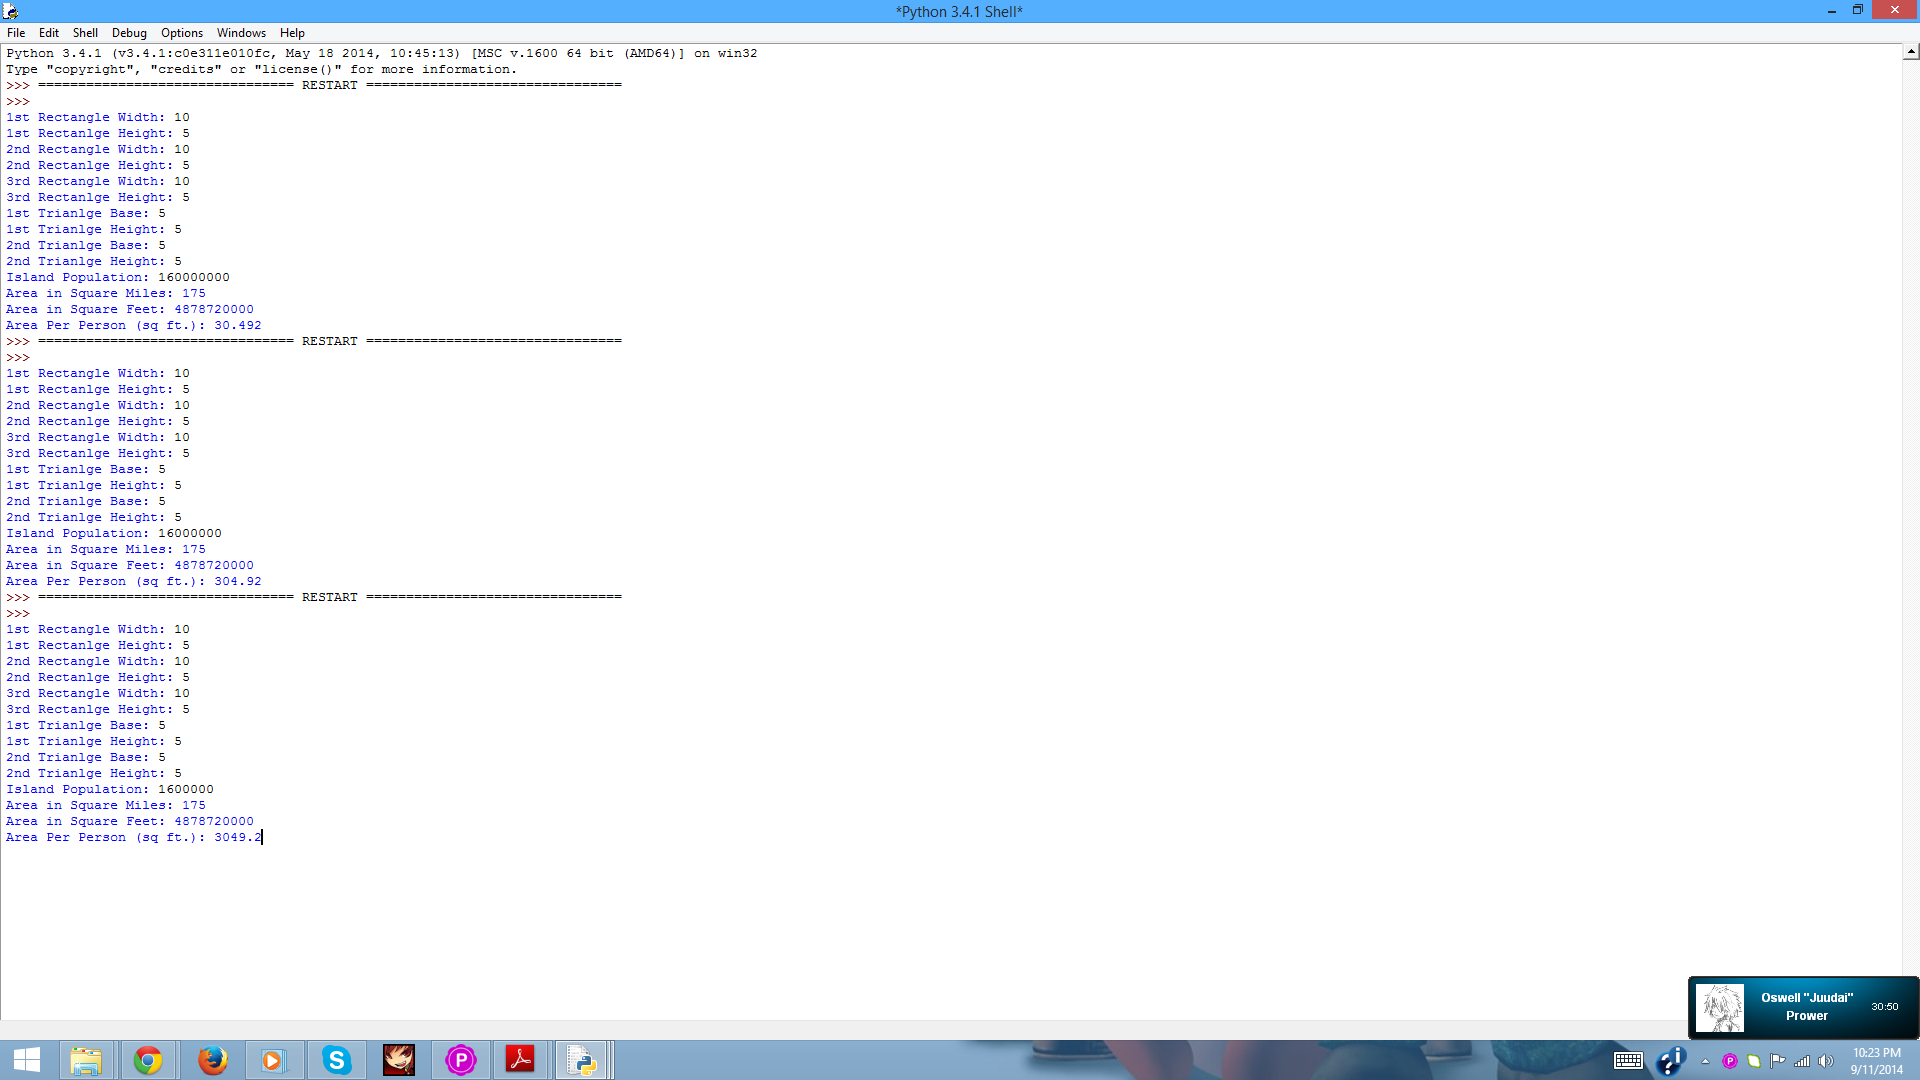 *Python 3.4.1 Shell*
File Edit Shell Debug Options Windows Help
Python 3.4.1 (v3.4.1:c0e311e010fc, May 18 2014, 10:45:13) [MSC v.1600 64 bit (AMD64)] on win32
Type "copyright", "credits" or "license()" for more information.
>>> ================================ RESTART ================================
>>>
1st Rectangle Width: 10
1st Rectanlge Height: 5
2nd Rectangle Width: 10
2nd Rectanlge Height: 5
3rd Rectangle Width: 10
3rd Rectanlge Height: 5
1st Trianlge Base: 5
1st Trianlge Height: 5
2nd Trianlge Base: 5
2nd Trianlge Height: 5
Island Population: 160000000
Area in Square Miles: 175
Area in Square Feet: 4878720000
Area Per Person (sq ft.): 30.492
>>> ================================ RESTART ================================
>>>
1st Rectangle Width: 10
1st Rectanlge Height: 5
2nd Rectangle Width: 10
2nd Rectanlge Height: 5
3rd Rectangle Width: 10
3rd Rectanlge Height: 5
1st Trianlge Base: 5
1st Trianlge Height: 5
2nd Trianlge Base: 5
2nd Trianlge Height: 5
Island Population: 16000000
Area in Square Miles: 175
Area in Square Feet: 4878720000
Area Per Person (sq ft.): 304.92
>>> ================================ RESTART ================================
>>>
1st Rectangle Width: 10
1st Rectanlge Height: 5
2nd Rectangle Width: 10
2nd Rectanlge Height: 5
3rd Rectangle Width: 10
3rd Rectanlge Height: 5
1st Trianlge Base: 5
1st Trianlge Height: 5
2nd Trianlge Base: 5
2nd Trianlge Height: 5
Island Population: 1600000
Area in Square Miles: 175
Area in Square Feet: 4878720000
Area Per Person (sq ft.): 3049.2
Oswell "Juudai"
Prower
30:50
10:23 PM
9/11/2014